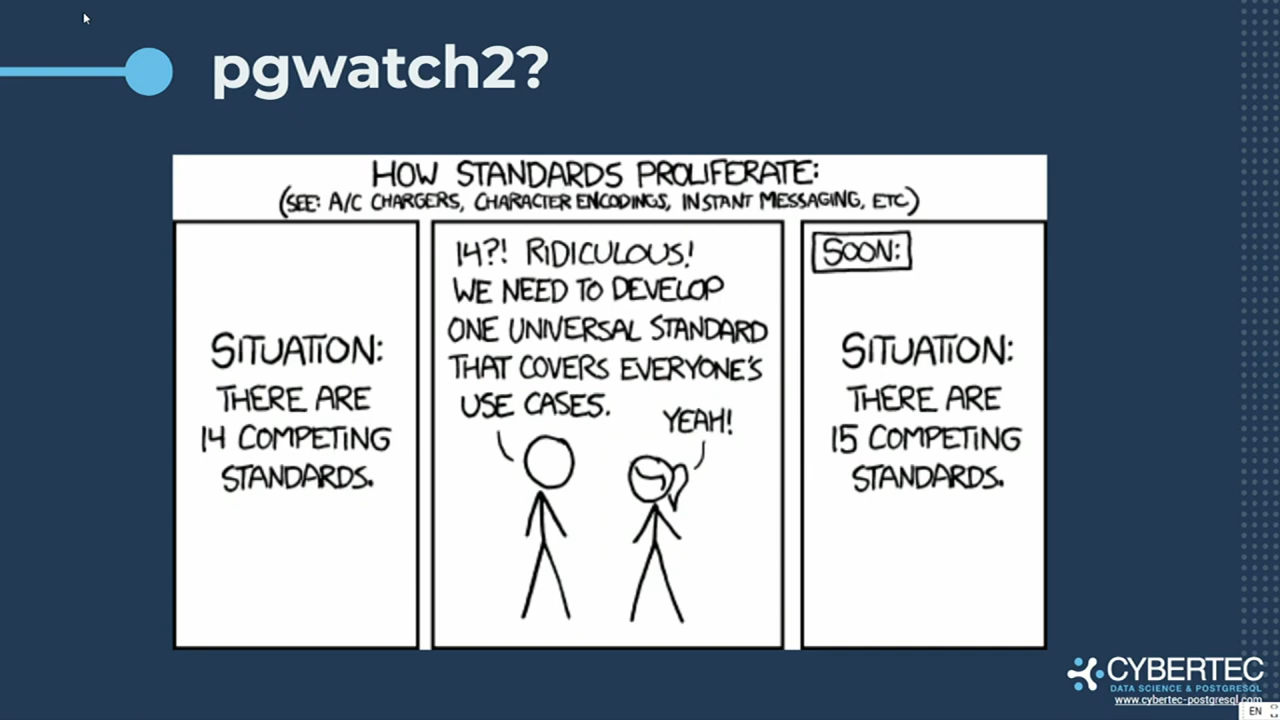 pgwatch2?
HOW STANDARDS PROLIFERATE:
(SEE: A/C CHARGERS, CHARACTER ENCODINGS, INSTANT MESSAGING, ETC)
SITUATION:
THERE ARE
14 COMPETING
STANDARDS.
14?! RIDICULOUS!
WE NEED TO DEVELOP
ONE UNIVERSAL STANDARD
THAT COVERS EVERYONE'S
USE CASES.
YEAH!
SOON:
SITUATION:
THERE ARE
15 COMPETING
STANDARDS.
CYBERTEC
DATA SCIENCE & POSTGRESQL
www.cybertec-postgresql.com
EN